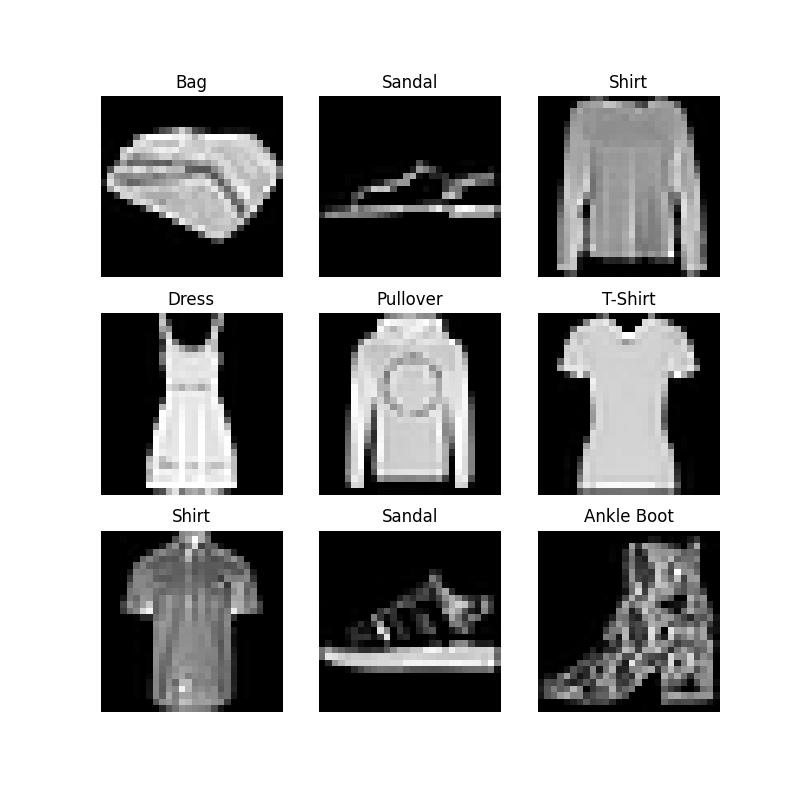 Bag
Sandal
Shirt
Dress
Pullover
T-Shirt
Shirt
Sandal
Ankle Boot